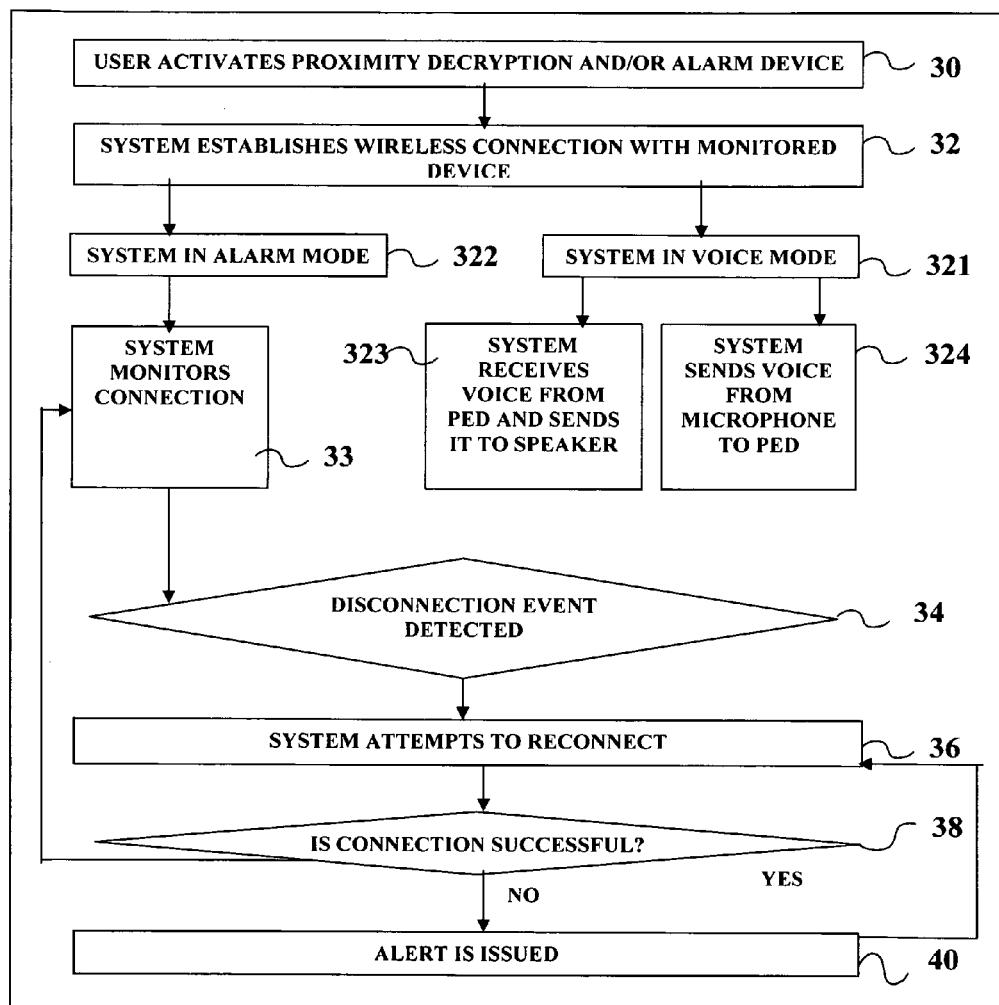 USER ACTIVATES PROXIMITY DECRYPTION AND/OR ALARM DEVICE
30
SYSTEM ESTABLISHES WIRELESS CONNECTION WITH MONITORED
DEVICE
32
SYSTEM IN ALARM MODE
322
SYSTEM IN VOICE MODE
321
SYSTEM
MONITORS
CONNECTION
33
323
SYSTEM
RECEIVES
VOICE FROM
PED AND SENDS
IT TO SPEAKER
SYSTEM
SENDS VOICE
FROM
MICROPHONE
TO PED
324
DISCONNECTION EVENT
DETECTED
34
SYSTEM ATTEMPTS TO RECONNECT
36
IS CONNECTION SUCCESSFUL?
38
NO
YES
ALERT IS ISSUED
40